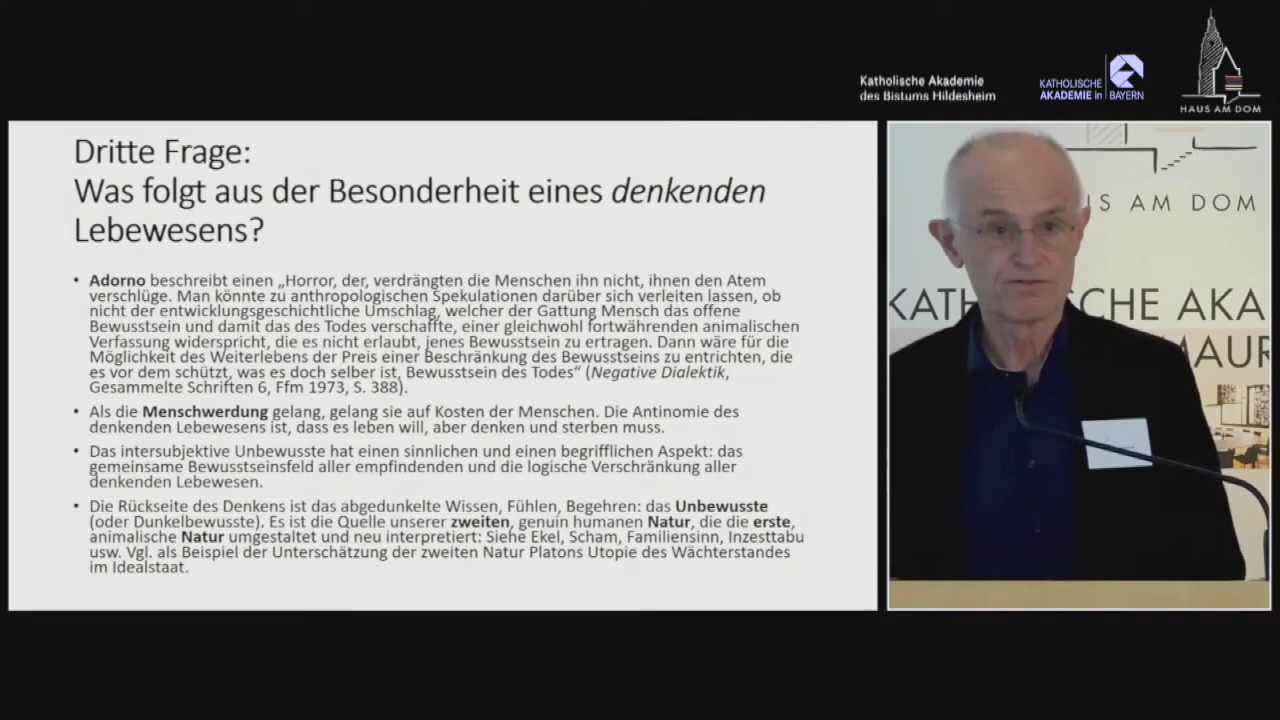 Katholische Akademie
des Bistums Hildesheim
KATHOLISCHE
AKADEMIE in BAYERN
HAUS AM DOM
Dritte Frage:
Was folgt aus der Besonderheit eines denkenden
Lebewesens?
• Adorno beschreibt einen „Horror, der, verdrängten die Menschen ihn nicht, ihnen den Atem
verschlüge. Man könnte zu anthropologischen Spekulationen darüber sich verleiten lassen, ob
nicht der entwicklungsgeschichtliche Umschlag, welcher der Gattung Mensch das offene
Bewusstsein und damit das des Todes verschaffte, einer gleichwohl fortwährenden animalischen
Verfassung widerspricht, die es nicht erlaubt, jenes Bewusstsein zu ertragen. Dann wäre für die
Möglichkeit des Weiterlebens der Preis einer Beschränkung des Bewusstseins zu entrichten, die
es vor dem schützt, was es doch selber ist, Bewusstsein des Todes“ (Negative Dialektik,
Gesammelte Schriften 6, Ffm 1973, S. 388).
• Als die Menschwerdung gelang, gelang sie auf Kosten der Menschen. Die Antinomie des
denkenden Lebewesens ist, dass es leben will, aber denken und sterben muss.
• Das intersubjektive Unbewusste hat einen sinnlichen und einen begrifflichen Aspekt: das
gemeinsame Bewusstseinsfeld aller empfindenden und die logische Verschränkung aller
denkenden Lebewesen.
• Die Rückseite des Denkens ist das abgedunkelte Wissen, Fühlen, Begehren: das Unbewusste
(oder Dunkelbewusste). Es ist die Quelle unserer zweiten, genuin humanen Natur, die die erste,
animalische Natur umgestaltet und neu interpretiert: Siehe Ekel, Scham, Familiensinn, Inzesttabu
usw. Vgl. als Beispiel der Unterschätzung der zweiten Natur Platons Utopie des Wächterstandes
im Idealstaat.
US AM DOM
KATH ISCHE AKA
MAUR